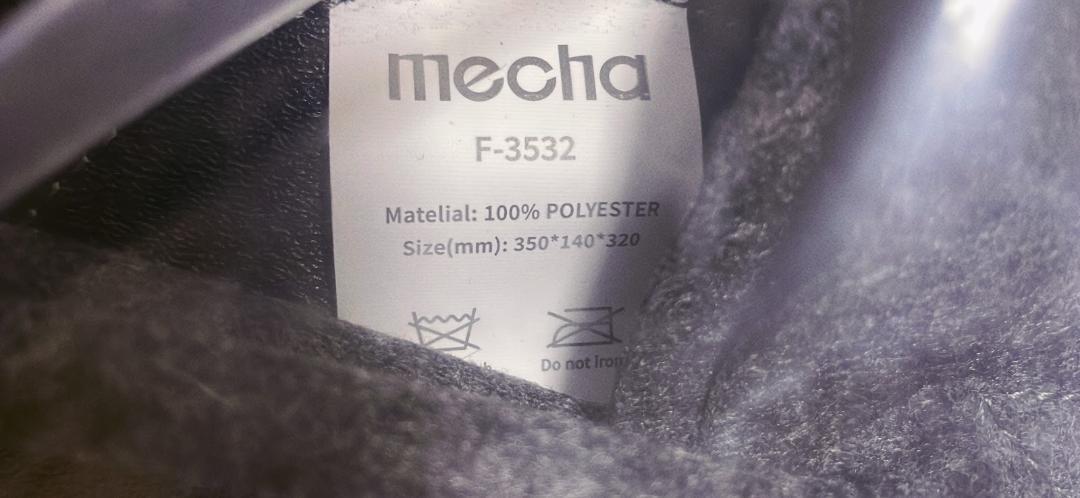 mecha
F-3532
Matelial: 100% POLYESTER
Size(mm): 350*140*320
Do not Iron